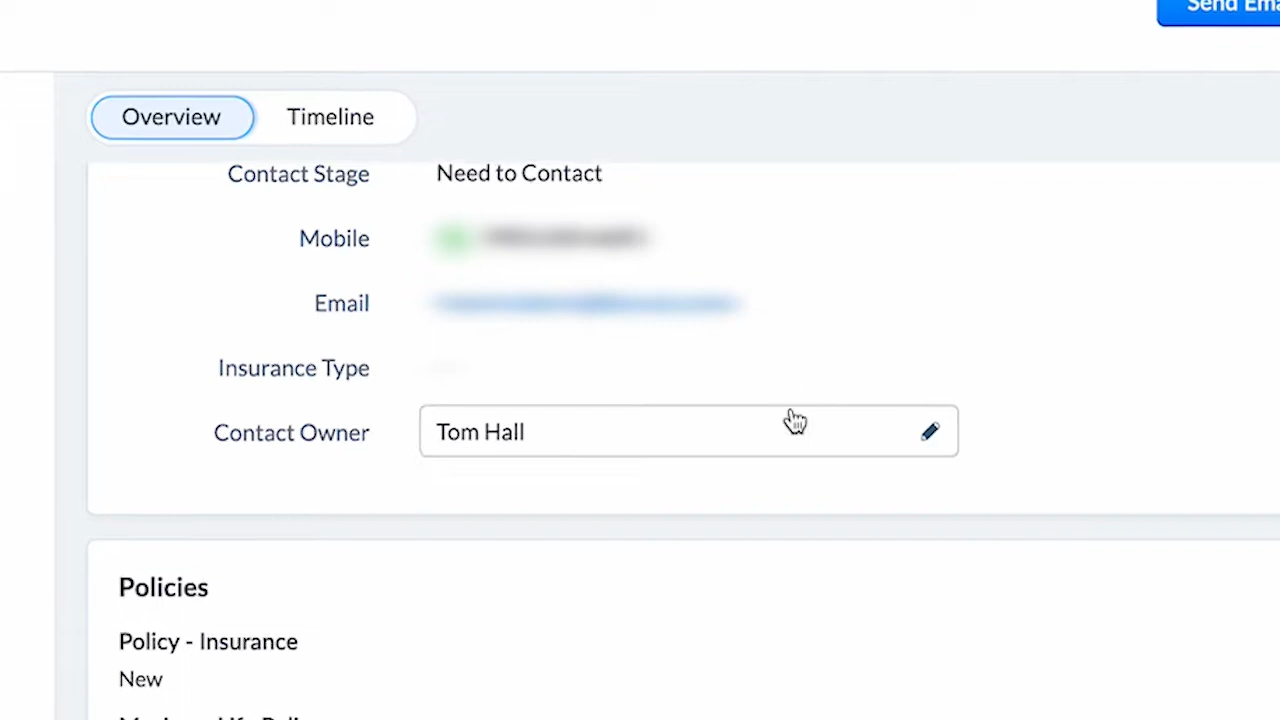 Send Ema
Overview
Timeline
Contact Stage Need to Contact
Mobile
Email
Insurance Type
Contact Owner Tom Hall
Policies
Policy - Insurance
New